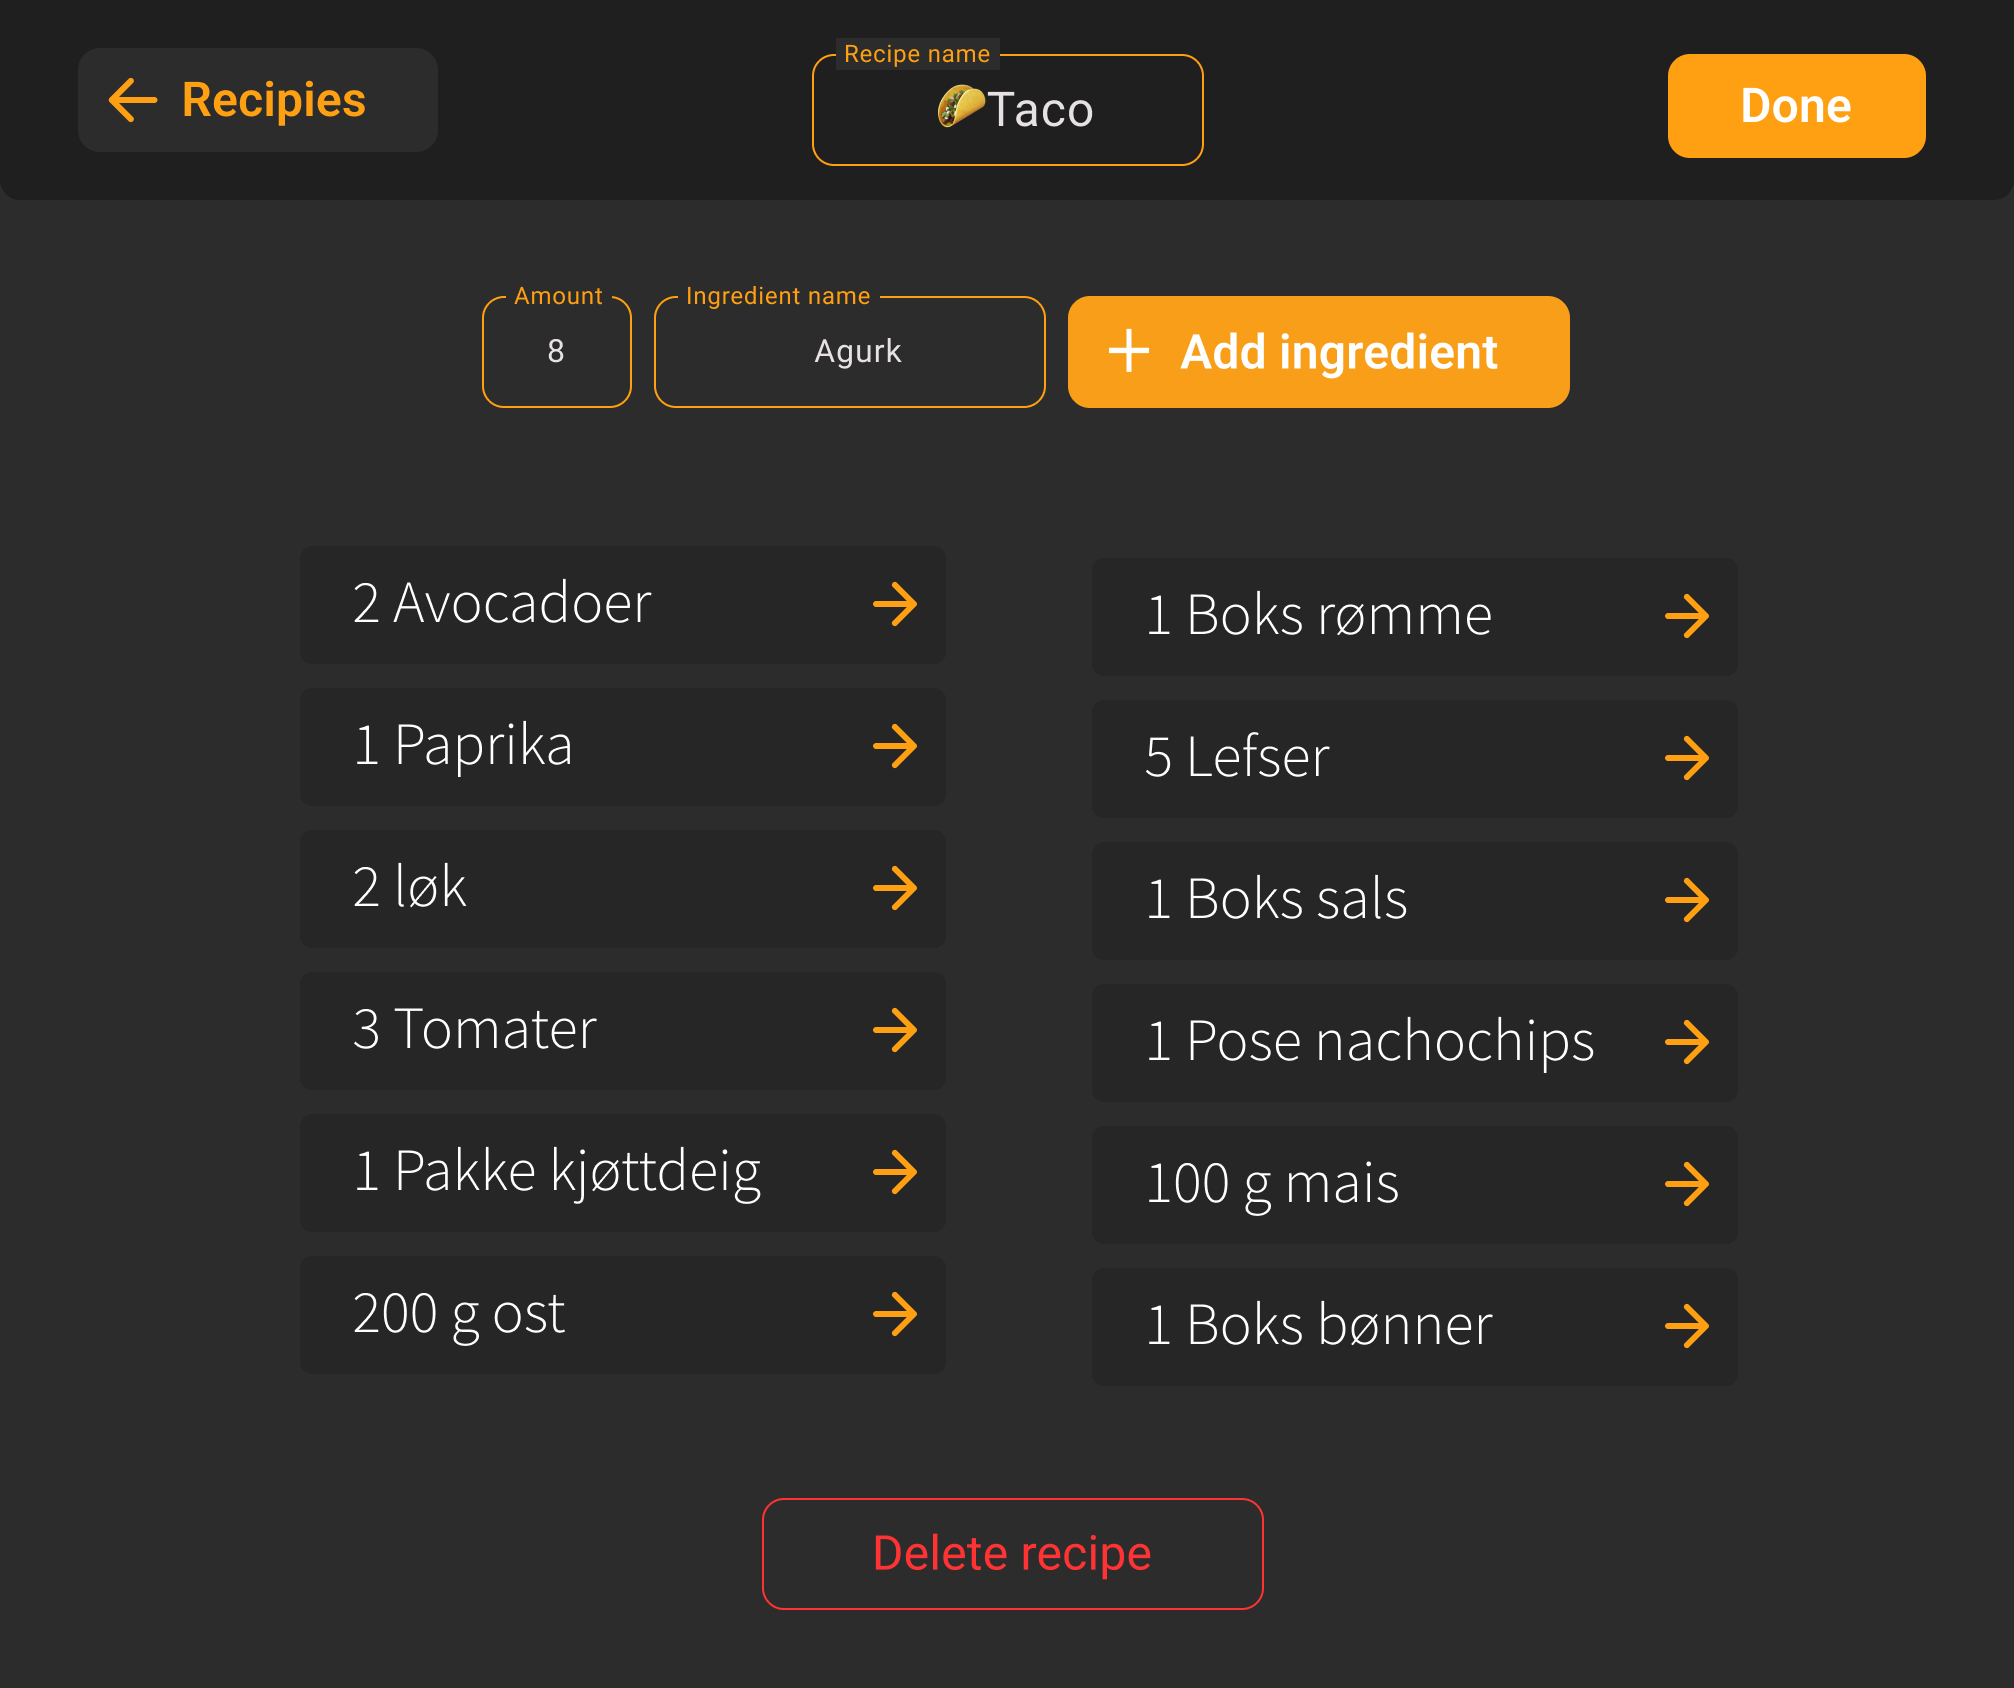 Recipies
Recipe name
🌮Taco
Done
Amount
8
Ingredient name
Agurk
Add ingredient
2 Avocadoer
1 Paprika
2 løk
3 Tomater
1 Pakke kjøttdeig
200 g ost
1 Boks rømme
5 Lefser
1 Boks sals
1 Pose nachochips
100 g mais
1 Boks bønner
Delete recipe